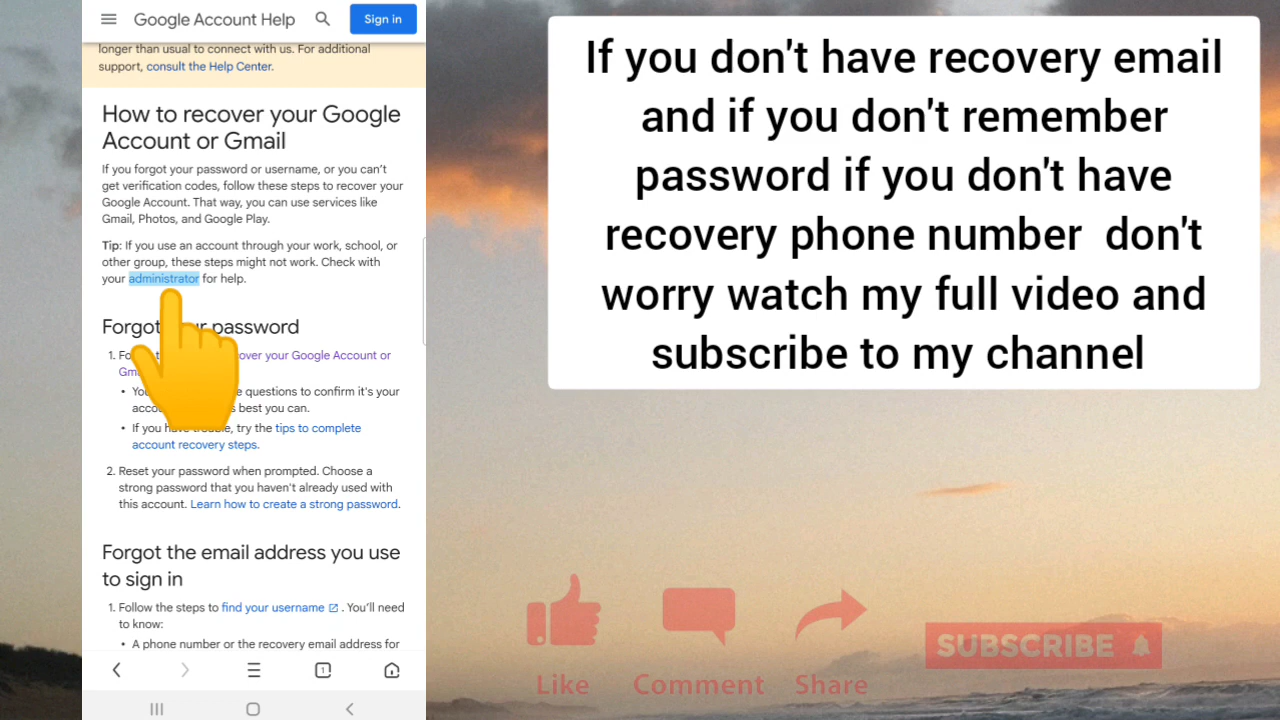 Google Account Help
Sign in
longer than usual to connect with us. For additional
support, consult the Help Center.
How to recover your Google
Account or Gmail
If you forgot your password or username, or you can't
get verification codes, follow these steps to recover your
Google Account. That way, you can use services like
Gmail, Photos, and Google Play.
Tip: If you use an account through your work, school, or
other group, these steps might not work. Check with
your administrator for help.
Forgot password
1. over your Google Account or
questions to confirm it's your
best you can.
If you trouble, try the tips to complete
account recovery steps.
2. Reset your password when prompted. Choose a
strong password that you haven't already used with
this account. Learn how to create a strong password.
Forgot the email address you use
to sign in
1. Follow the steps to find your username . You'll need
to know:
• A phone number or the recovery email address for
1
If you don't have recovery email
and if you don't remember
password if you don't have
recovery phone number don't
worry watch my full video and
subscribe to my channel
Like
Comment
Share
SUBSCRIBE